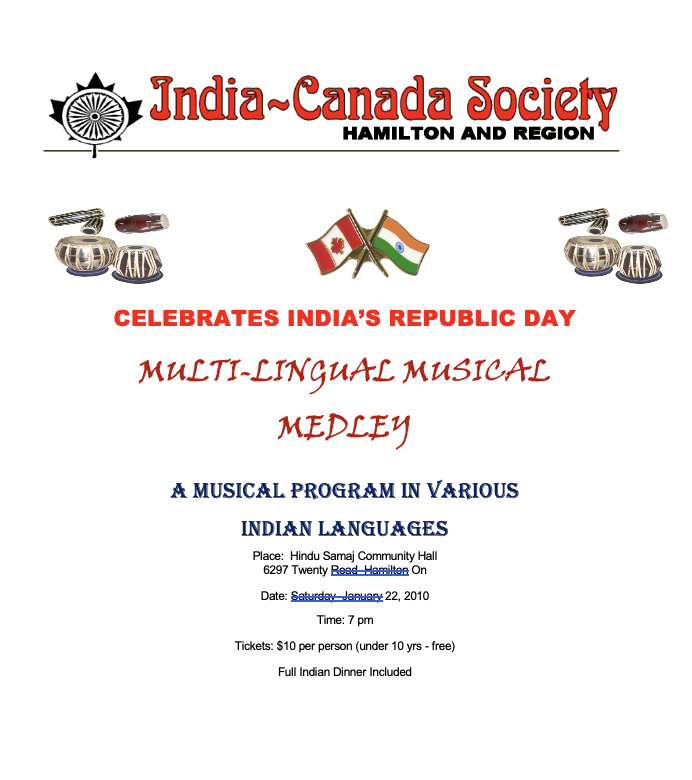 India~Canada Society
HAMILTON AND REGION
CELEBRATES INDIA’S REPUBLIC DAY
MULTI-LINGUAL MUSICAL
MEDLEY
A MUSICAL PROGRAM IN VARIOUS
INDIAN LANGUAGES
Place:  Hindu Samaj Community Hall
6297 Twenty Road  Hamilton On
Date: Saturday  January 22, 2010
Time: 7 pm
Tickets: $10 per person (under 10 yrs - free)
Full Indian Dinner Included